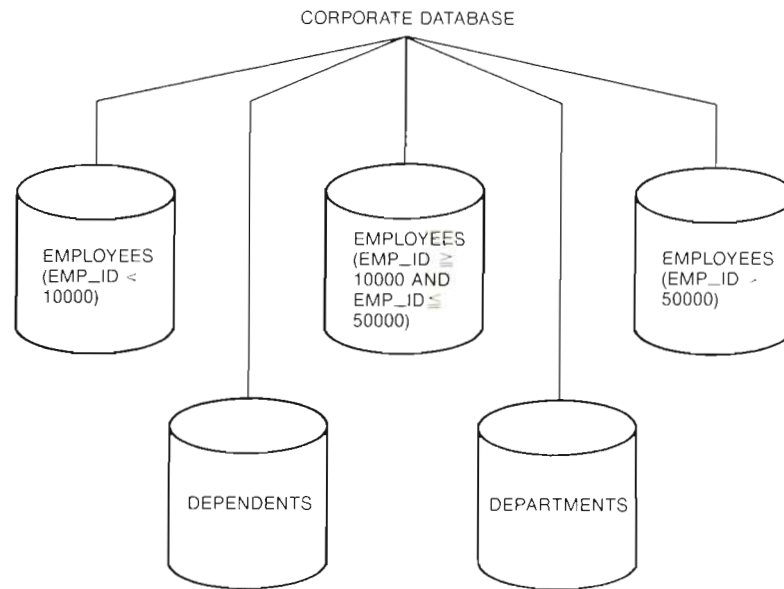 CORPORATE DATABASE
EMPLOYEES
(EMP_ID <
10000)
EMPLOYEES
(EMP_ID ≧
10000 AND
EMP_ID ≦
50000)
EMPLOYEES
(EMP_ID
50000)
DEPENDENTS
DEPARTMENTS